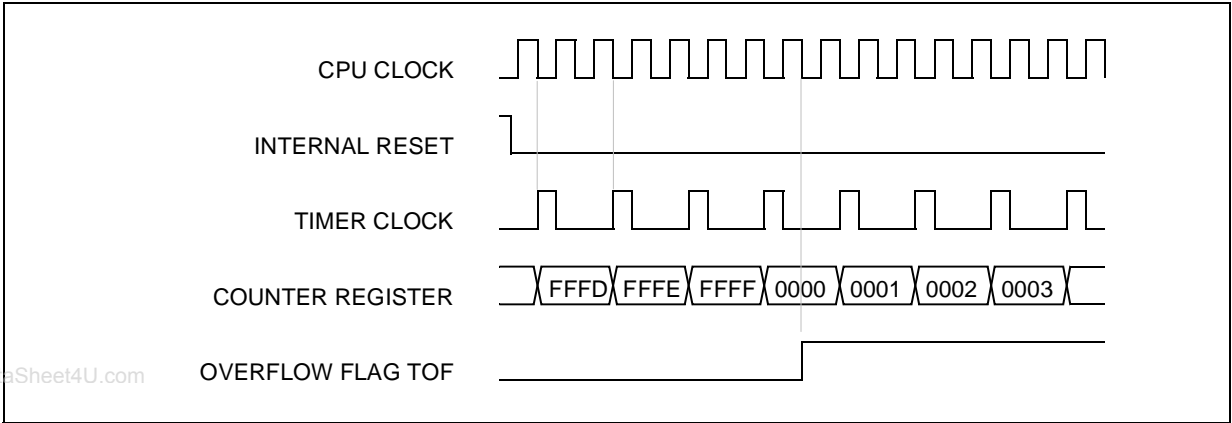 CPU CLOCK
INTERNAL RESET
TIMER CLOCK
COUNTER REGISTER
FFFD FFFE FFFF 0000 0001 0002 0003
OVERFLOW FLAG TOF
aSheet4U.com